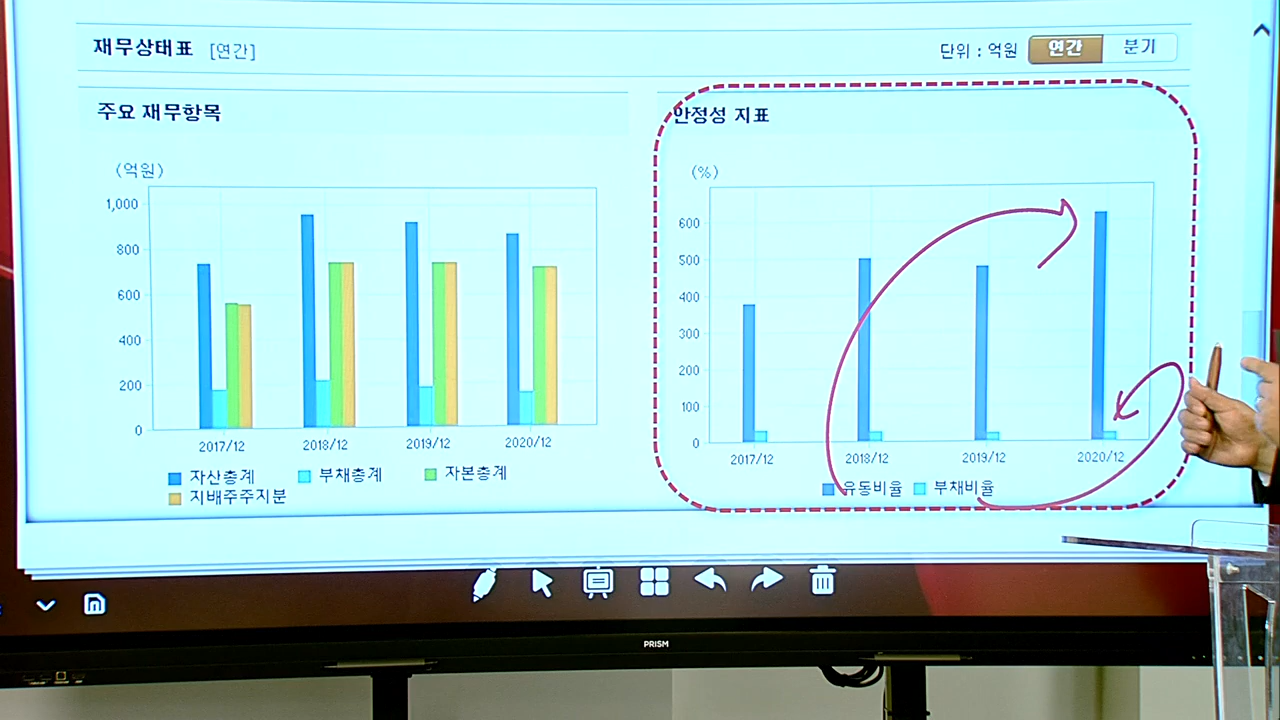 재무상태표 [연간]
단위 : 억원 연간 분기
주요 재무항목
(억원)
1,000
800
600
400
200
0
2017/12 2018/12 2019/12 2020/12
자산총계 부채총계 자본총계
지배주주지분
안정성 지표
(%)
600
500
400
300
200
100
0
2017/12 2018/12 2019/12 2020/12
유동비율 부채비율
PRISM